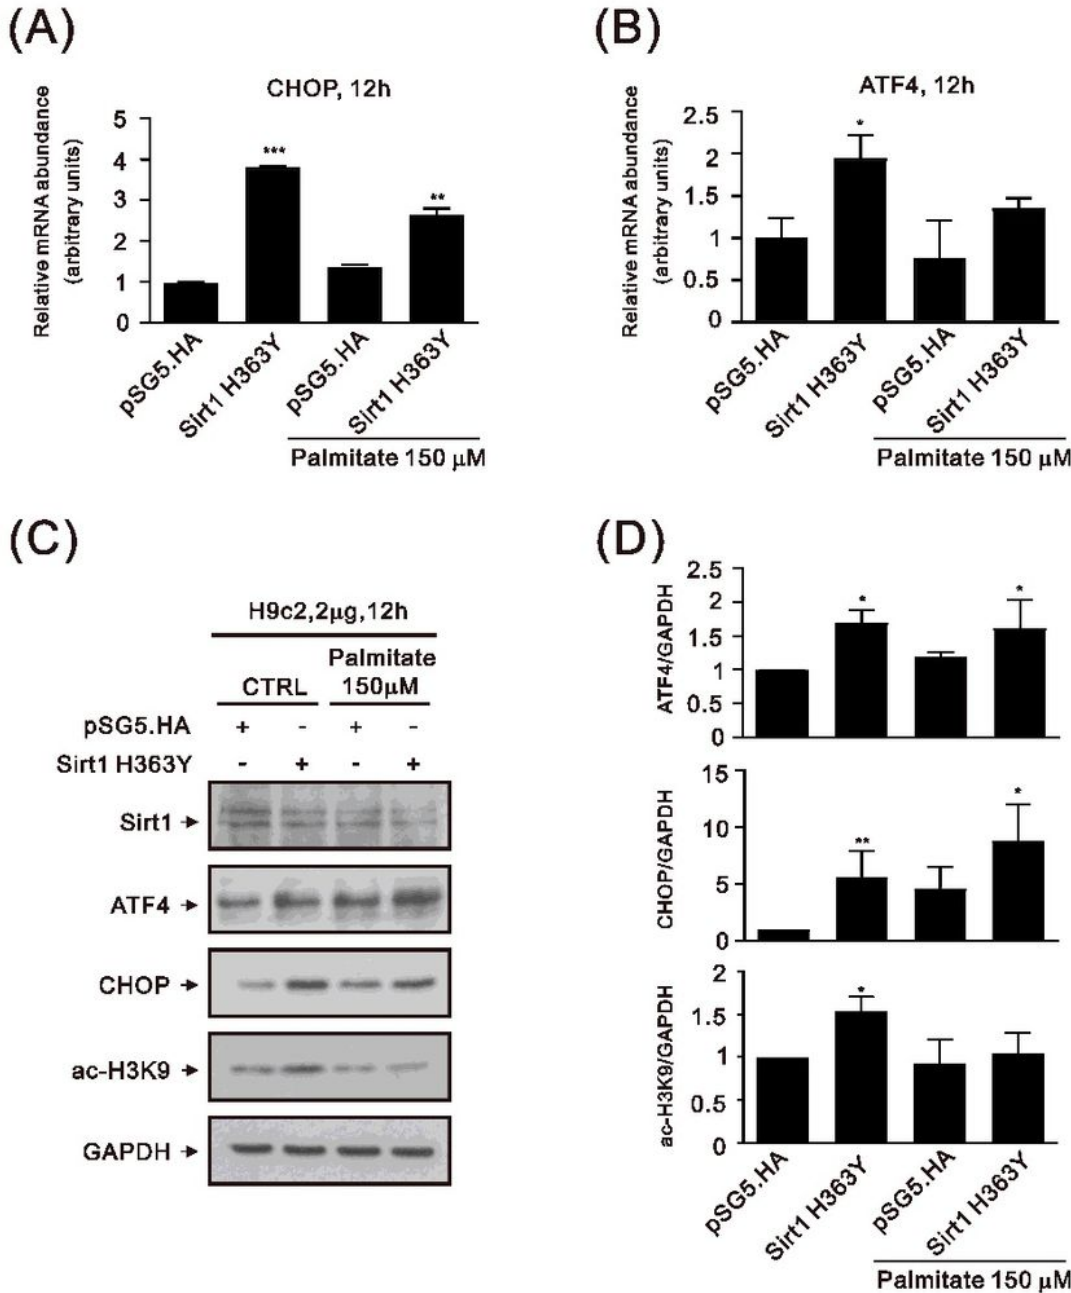 (A)
CHOP, 12h
Relative mRNA abundance
(arbitrary units)
5
4
3
2
1
0
***
**
pSG5.HA
Sirt1 H363Y
pSG5.HA
Sirt1 H363Y
Palmitate 150 μM
(B)
ATF4, 12h
Relative mRNA abundance
(arbitrary units)
2.5
2
1.5
1
0.5
0
*
pSG5.HA
Sirt1 H363Y
pSG5.HA
Sirt1 H363Y
Palmitate 150 μM
(C)
H9c2,2μg,12h
Palmitate
CTRL 150μM
pSG5.HA + - + -
Sirt1 H363Y - + - +
Sirt1
ATF4
CHOP
ac-H3K9
GAPDH
(D)
ATF4/GAPDH
2.5
2
1.5
1
0.5
0
*
*
CHOP/GAPDH
15
10
5
0
**
*
ac-H3K9/GAPDH
2
1.5
1
0.5
0
*
pSG5.HA
Sirt1 H363Y
pSG5.HA
Sirt1 H363Y
Palmitate 150 μM